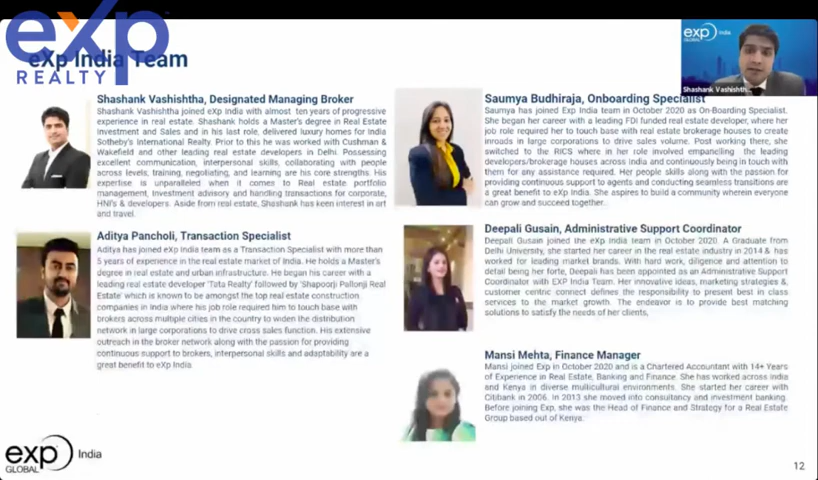 eXp
REALTY
eXp India Team
exp
GLOBAL
India
Shashank Vashishth...
Shashank Vashishtha, Designated Managing Broker
Shashank Vashishtha joined eXp India with almost ten years of progressive
experience in real estate. Shashank holds a Master's degree in Real Estate
Investment and Sales and in his last role, delivered luxury homes for India
Sotheby's International Realty. Prior to this he was worked with Cushman &
Wakefield and other leading real estate developers in Delhi. Possessing
excellent communication, interpersonal skills, collaborating with people
across levels, training, negotiating, and learning are his core strengths. His
expertise is unparalleled when it comes to Real estate portfolio
management, Investment advisory and handling transactions for corporate,
HNI's & developers. Aside from real estate, Shashank has keen interest in art
and travel.
Aditya Pancholi, Transaction Specialist
Aditya has joined eXp India team as a Transaction Specialist with more than
5 years of experience in the real estate market of India. He holds a Master's
degree in real estate and urban infrastructure. He began his career with a
leading real estate developer 'Tata Realty' followed by 'Shapoorji Pallonji Real
Estate' which is known to be amongst the top real estate construction
companies in India where his job role required him to touch base with
brokers across multiple cities in the country to widen the distribution
network in large corporations to drive cross sales function. His extensive
outreach in the broker network along with the passion for providing
continuous support to brokers, interpersonal skills and adaptability are a
great benefit to eXp India
Saumya Budhiraja, Onboarding Specialist
Saumya has joined Exp India team in October 2020 as On-Boarding Specialist.
She began her career with a leading FDI funded real estate developer, where her
job role required her to touch base with real estate brokerage houses to create
inroads in large corporations to drive sales volume. Post working there, she
switched to the RICS where in her role involved empanelling the leading
developers/brokerage houses across India and continuously being in touch with
them for any assistance required. Her people skills along with the passion for
providing continuous support to agents and conducting seamless transitions are
a great benefit to eXp India. She aspires to build a community wherein everyone
can grow and succeed together.
Deepali Gusain, Administrative Support Coordinator
Deepali Gusain joined the eXp India team in October 2020. A Graduate from
Delhi University, she started her career in the real estate industry in 2014 & has
worked for leading market brands. With hard work, diligence and attention to
detail being her forte, Deepali has been appointed as an Administrative Support
Coordinator with EXP India Team. Her innovative ideas, marketing strategies &
customer centric connect defines the responsibility to present best in class
services to the market growth. The endeavor is to provide best matching
solutions to satisfy the needs of her clients,
Mansi Mehta, Finance Manager
Mansi joined Exp in October 2020 and is a Chartered Accountant with 14+ Years
of Experience in Real Estate, Banking and Finance. She has worked across India
and Kenya in diverse multicultural environments. She started her career with
Citibank in 2006. In 2013 she moved into consultancy and investment banking.
Before joining Exp, she was the Head of Finance and Strategy for a Real Estate
Group based out of Kenya.
exp
GLOBAL
India
12